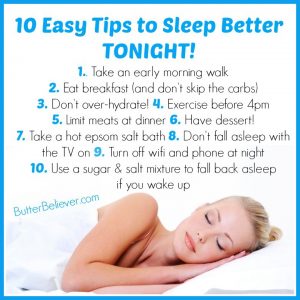 10 Easy Tips to Sleep Better
TONIGHT!
1. Take an early morning walk
2. Eat breakfast (and don't skip the carbs)
3. Don't over-hydrate! 4. Exercise before 4pm
5. Limit meats at dinner 6. Have dessert!
7. Take a hot epsom salt bath 8. Don't fall asleep with
the TV on 9. Turn off wifi and phone at night
10. Use a sugar & salt mixture to fall back asleep
if you wake up
ButterBeliever.com